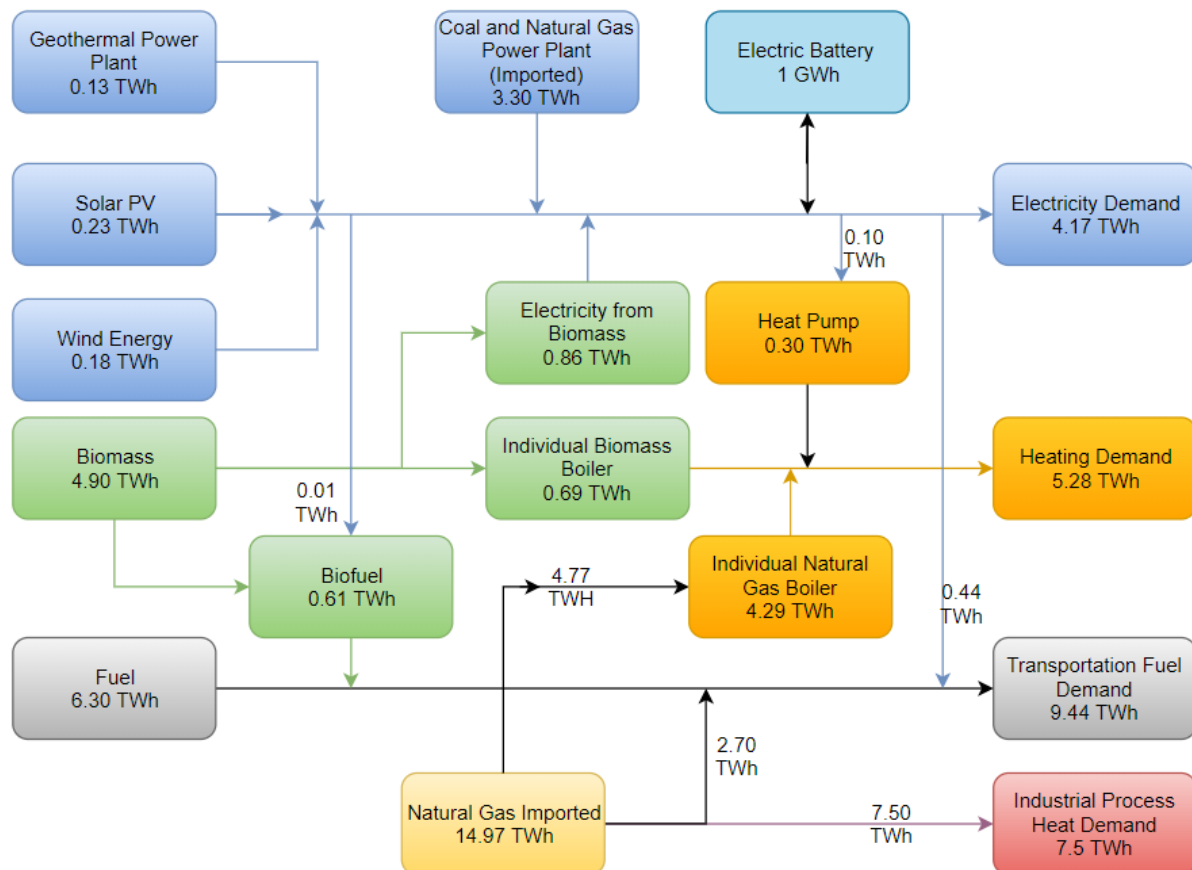 Geothermal Power
Plant
0.13 TWh
Coal and Natural Gas
Power Plant
(Imported)
3.30 TWh
Electric Battery
1 GWh
Solar PV
0.23 TWh
Electricity Demand
4.17 TWh
0.10
TWh
Wind Energy
0.18 TWh
Electricity from
Biomass
0.86 TWh
Heat Pump
0.30 TWh
Biomass
4.90 TWh
Individual Biomass
Boiler
0.69 TWh
Heating Demand
5.28 TWh
0.01
TWh
Biofuel
0.61 TWh
4.77
TWH
Individual Natural
Gas Boiler
4.29 TWh
0.44
TWh
Fuel
6.30 TWh
Transportation Fuel
Demand
9.44 TWh
2.70
TWh
Natural Gas Imported
14.97 TWh
7.50
TWh
Industrial Process
Heat Demand
7.5 TWh